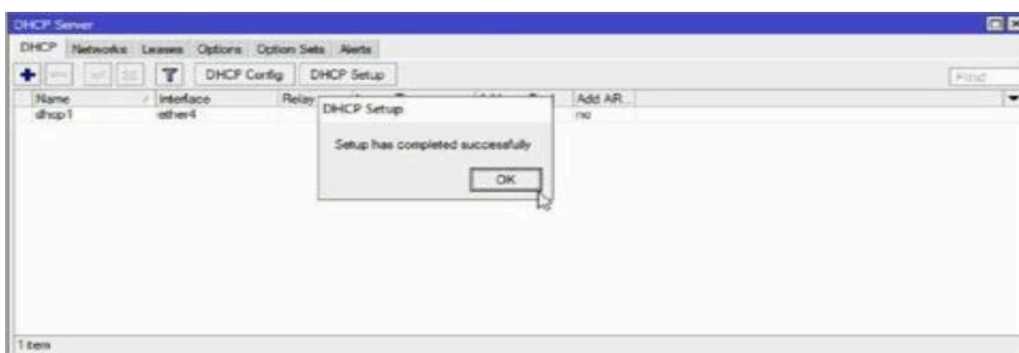 DHCP Server
DHCP Networks Leases Options Option Sets Alerts
DHCP Config DHCP Setup Find
Name Interface Relay Add AR...
dhcp1 ether4 no
DHCP Setup
Setup has completed successfully
OK
1 item